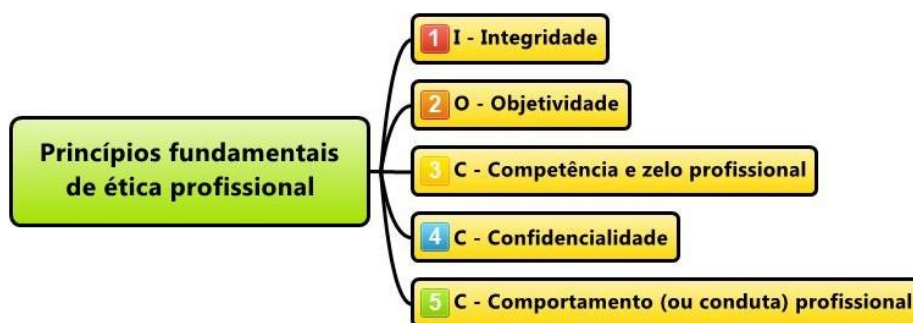 Princípios fundamentais
de ética profissional
1 I - Integridade
2 O - Objetividade
3 C - Competência e zelo profissional
4 C - Confidencialidade
5 C - Comportamento (ou conduta) profissional